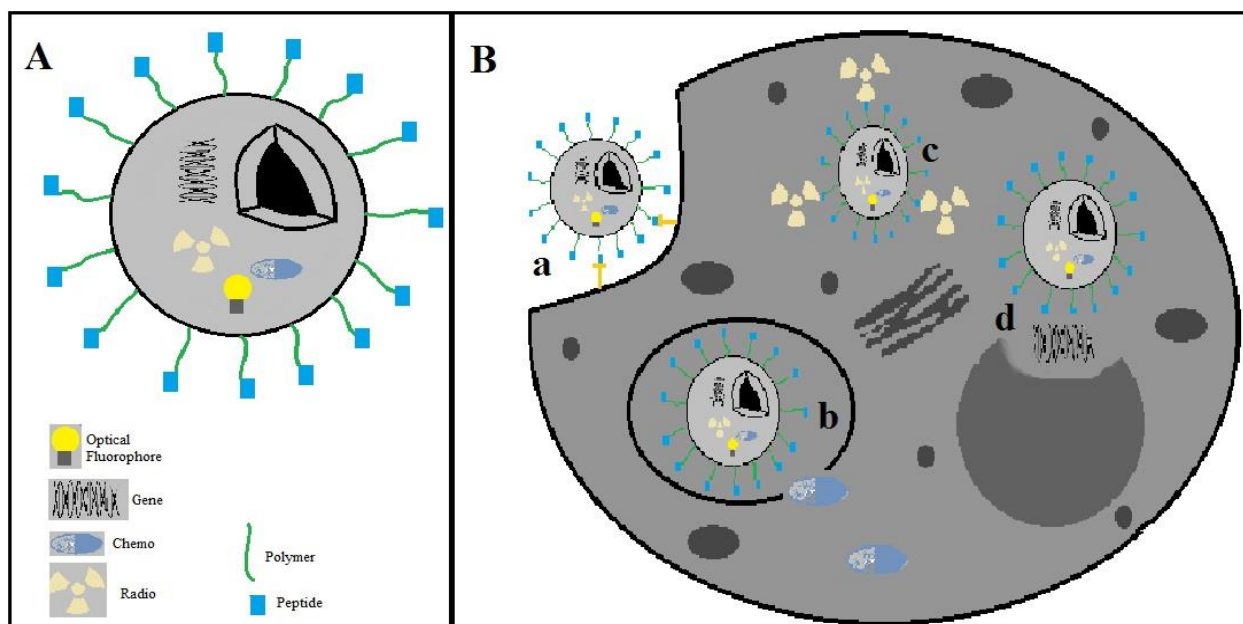 A
Optical
Fluorophore
Gene
Chemo
Radio
Polymer
Peptide
B
a
b
c
d